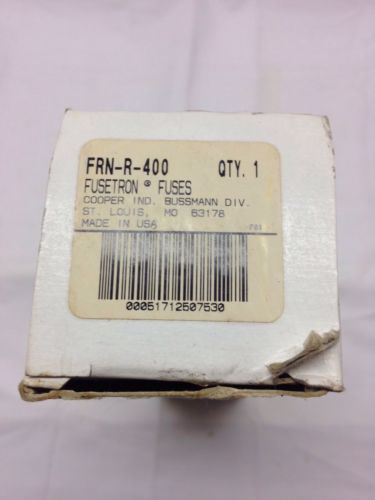 FRN-R-400 QTY. 1
FUSETRON ® FUSES
COOPER IND. BUSSMANN DIV.
ST. LOUIS, MO 63178
MADE IN USA
00051712507530